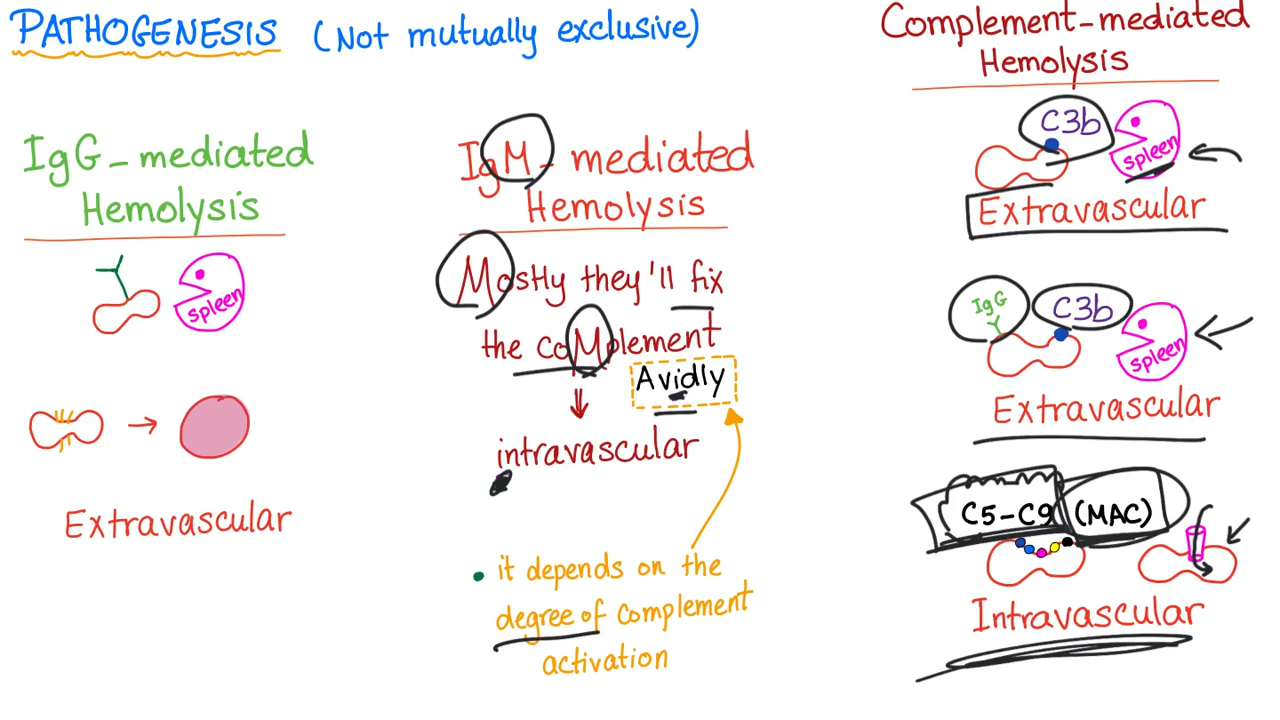 PATHOGENESIS (Not mutually exclusive)
IgG-mediated
Hemolysis
spleen
Extravascular
IgM-mediated
Hemolysis
Mostly they'll fix
the coMplement
Avidly
intravascular
• it depends on the
degree of complement
activation
Complement-mediated
Hemolysis
C3b
spleen
Extravascular
IgG
C3b
spleen
Extravascular
C5-C9 (MAC)
Intravascular